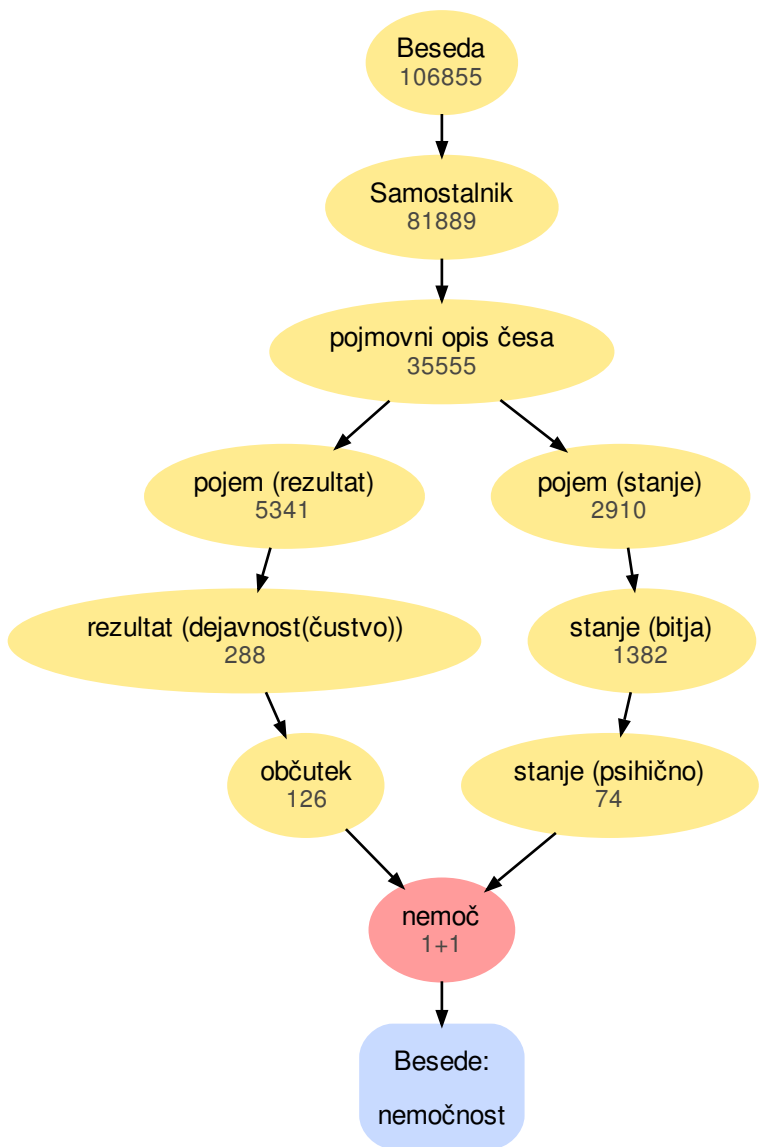 Beseda
106855
Samostalnik
81889
pojmovni opis česa
35555
pojem (rezultat)
5341
pojem (stanje)
2910
rezultat (dejavnost(čustvo))
288
stanje (bitja)
1382
občutek
126
stanje (psihično)
74
nemoč
1+1
Besede:
nemočnost